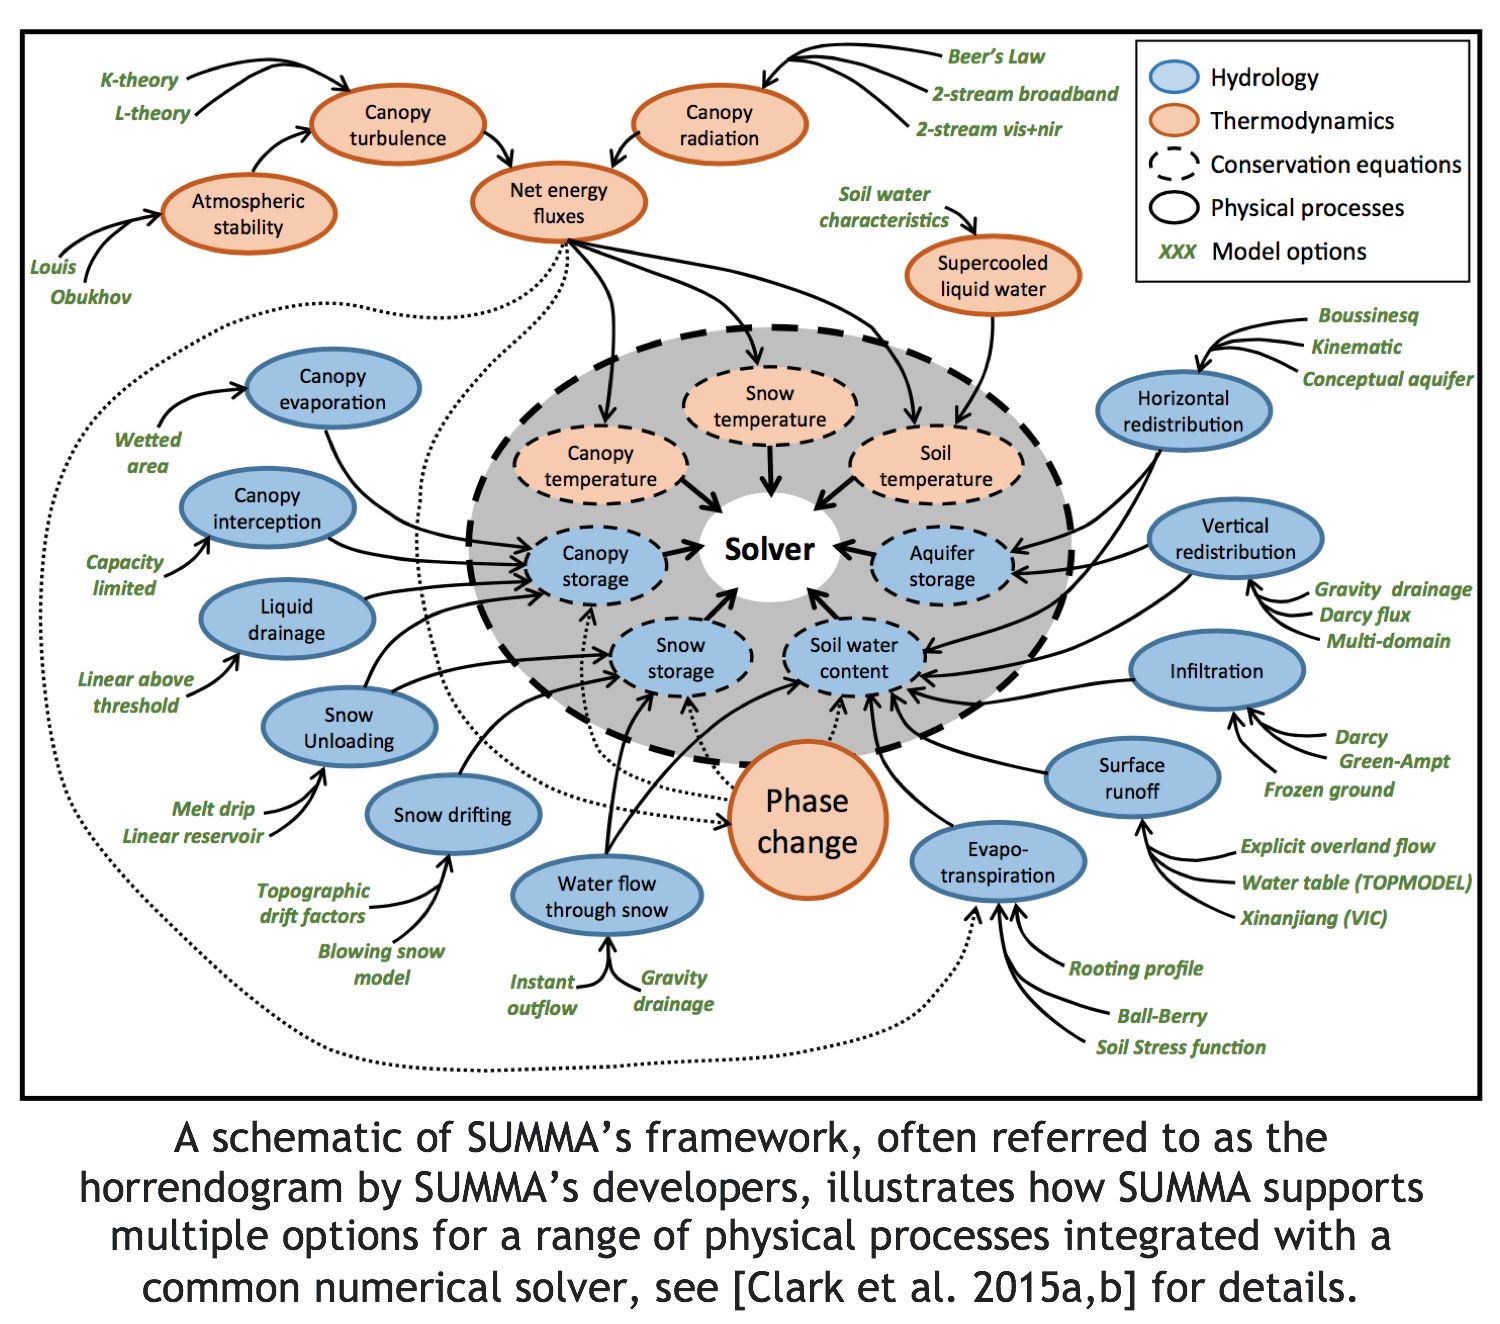 K-theory
L-theory
Canopy
turbulence
Canopy
radiation
Beer's Law
2-stream broadband
2-stream vis+nir
Hydrology
Thermodynamics
Conservation equations
Physical processes
XXX Model options
Atmospheric
stability
Net energy
fluxes
Soil water
characteristics
Louis
Obukhov
Supercooled
liquid water
Boussinesq
Kinematic
Conceptual aquifer
Canopy
evaporation
Snow
temperature
Horizontal
redistribution
Wetted
area
Canopy
temperature
Soil
temperature
Canopy
interception
Capacity
limited
Canopy
storage
Solver
Aquifer
storage
Vertical
redistribution
Gravity drainage
Darcy flux
Multi-domain
Liquid
drainage
Linear above
threshold
Snow
storage
Soil water
content
Infiltration
Darcy
Green-Ampt
Frozen ground
Snow
Unloading
Melt drip
Linear reservoir
Snow drifting
Phase
change
Surface
runoff
Explicit overland flow
Water table (TOPMODEL)
Xinanjiang (VIC)
Topographic
drift factors
Blowing snow
model
Water flow
through snow
Evapo-
transpiration
Instant
outflow
Gravity
drainage
Rooting profile
Ball-Berry
Soil Stress function
A schematic of SUMMA's framework, often referred to as the
horrendogram by SUMMA's developers, illustrates how SUMMA supports
multiple options for a range of physical processes integrated with a
common numerical solver, see [Clark et al. 2015a,b] for details.